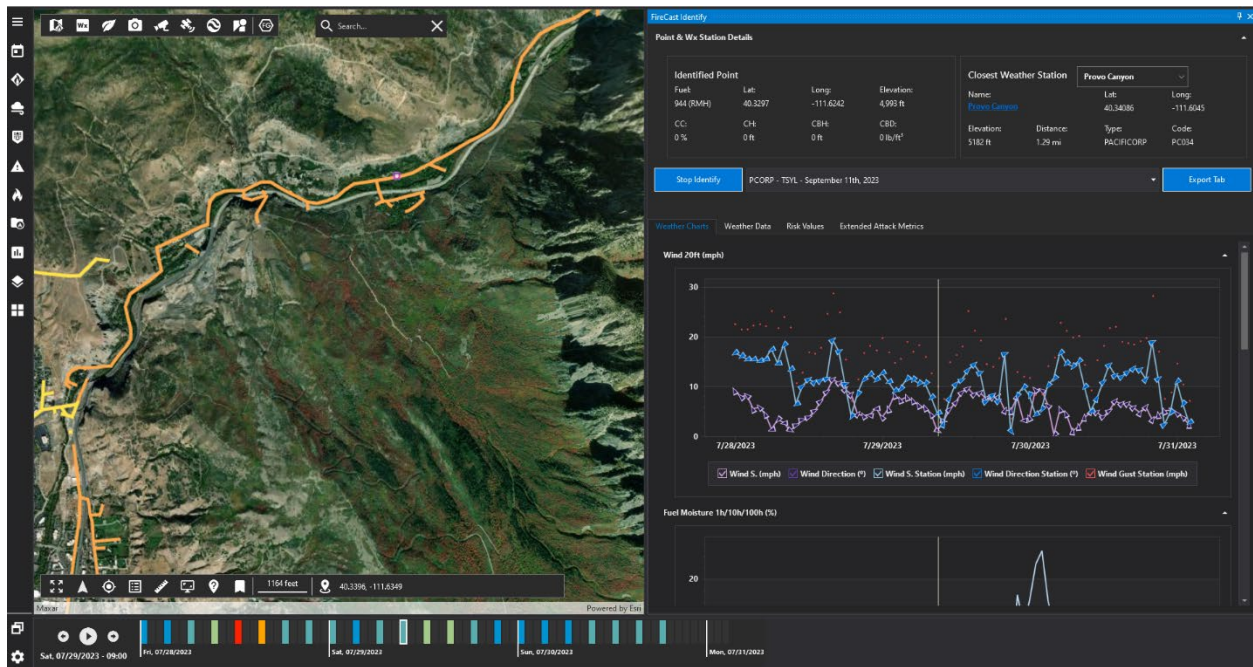 Wx
FG
Search...
FireCast Identify
Point & Wx Station Details
Identified Point
Fuel: Lat: Long: Elevation:
944 (RMH) 40.3297 -111.6242 4,993 ft
CC: CH: CBH: CBD:
0 % 0 ft 0 ft 0 lb/ft³
Closest Weather Station Provo Canyon
Name: Lat: Long:
Provo Canyon 40.34086 -111.6045
Elevation: Distance: Type: Code:
5182 ft 1.29 mi PACIFICORP PC034
Stop Identify PCORP - TSYL - September 11th, 2023 Export Tab
Weather Charts Weather Data Risk Values Extended Attack Metrics
Wind 20ft (mph)
30
20
10
0
7/28/2023 7/29/2023 7/30/2023 7/31/2023
Wind S. (mph) Wind Direction (º) Wind S. Station (mph) Wind Direction Station (º) Wind Gust Station (mph)
Fuel Moisture 1h/10h/100h (%)
20
1164 feet 40.3396, -111.6349
Maxar Powered by Esri
Sat, 07/29/2023 - 09:00
Fri, 07/28/2023 Sat, 07/29/2023 Sun, 07/30/2023 Mon, 07/31/2023